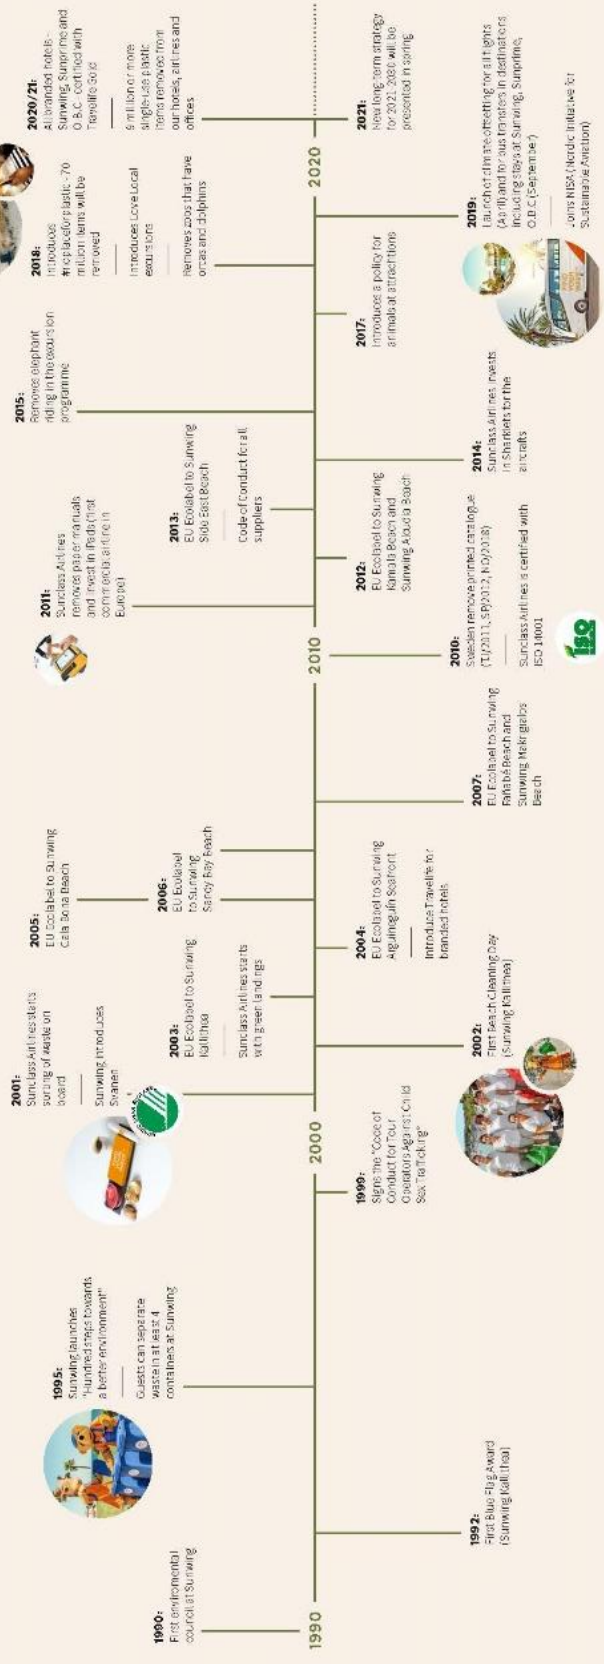 1990:
First enviromental
council at Sunwing
1992:
First Blue Flag Award
(Sunwing Kallithea)
1995:
Sunwing launches
"Hundred steps towards
a better environment"
Guests can separate
waste in at least 4
containers at Sunwing
1999:
Signs the "Code of
Conduct for Tour
Operators Against Child
Sex Trafficking"
2001:
Sunclass Airlines starts
sorting of waste on
board
Sunwing introduces
Svanen
2002:
First Beach Cleaning Day
(Sunwing Kallithea)
2003:
EU Ecolabel to Sunwing
Kallithea
Sunclass Airlines starts
with green landings
2004:
EU Ecolabel to Sunwing
Arguineguín Seafront
Introduce Travelife for
branded hotels
2005:
EU Ecolabel to Sunwing
Cala Bona Beach
2006:
EU Ecolabel
to Sunwing
Sandy Bay Beach
2007:
EU Ecolabel to Sunwing
Fañabé Beach and
Sunwing Makrigialos
Beach
2010:
Sweden remove printed catalogue
(TJ/2011, SP/2012, ND/2018)
Sunclass Airlines is certified with
ISO 14001
ISO
2011:
Sunclass Airlines
removes paper manuals
and invest in iPads (first
commercial airline in
Europe)
2012:
EU Ecolabel to Sunwing
Kamala Beach and
Sunwing Alcudia Beach
2013:
EU Ecolabel to Sunwing
Side East Beach
Code of Conduct for all
suppliers
2014:
Sunclass Airlines invests
in Sharklets for the
aircrafts
2015:
Removes elephant
riding in the excursion
programme
2017:
Introduces a policy for
animals at attractions
2018:
Introduces
#noplaceforplastic - 70
million items will be
removed
Introduces Love Local
excursions
Removes zoos that have
orcas and dolphins
2019:
Launch of climate offsetting for all flights
(April) and for bus transfers in destinations
including stays at Sunwing, Sunprime,
O.B.C (September)
Joins NISA (Nordic Initiative for
Sustainable Aviation)
2020/21:
All branded hotels –
Sunwing, Sunprime and
O.B.C - certified with
Travelife Gold
million or more
single-use plastic
items removed from
our hotels, airlines and
offices
2021:
New long term strategy
for 2021-2030 will be
presented in spring
1990
2000
2010
2020